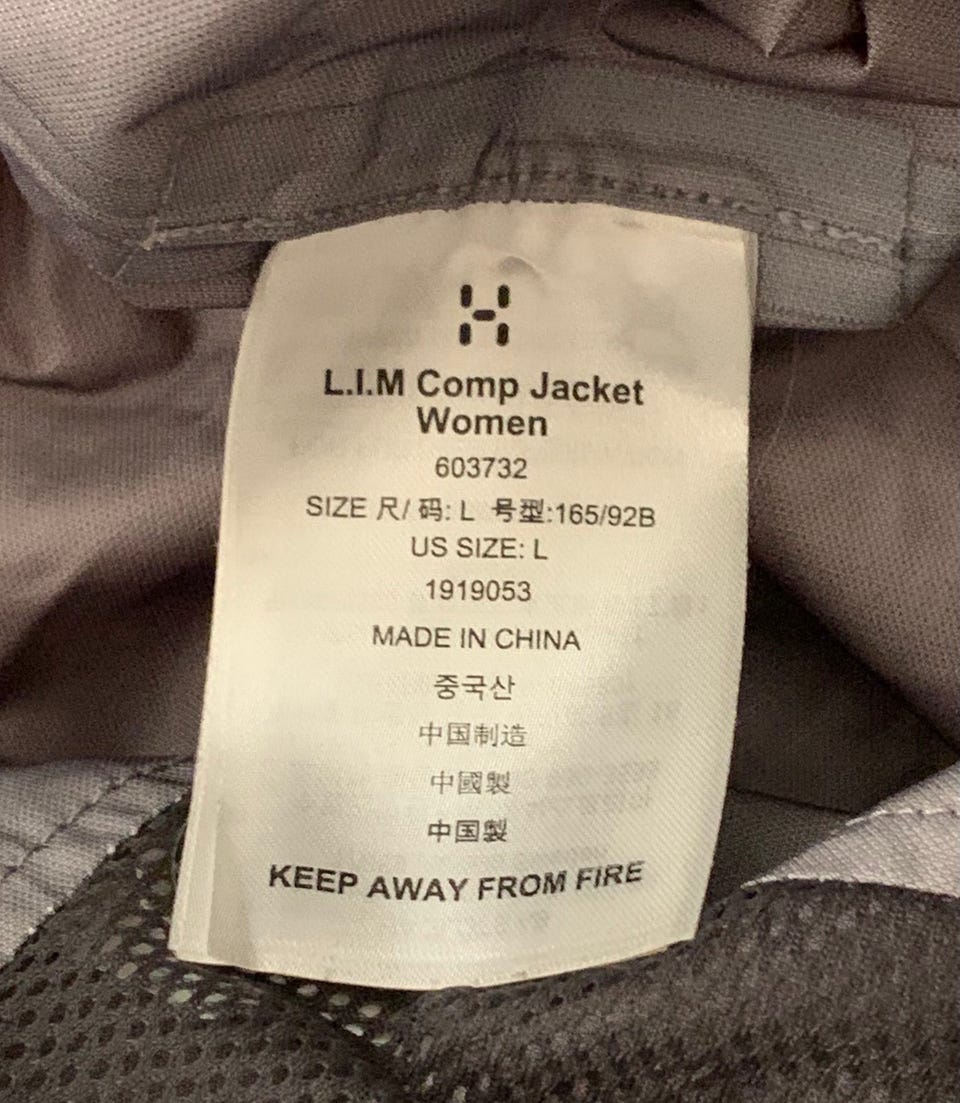 L.I.M Comp Jacket
Women
603732
SIZE 尺/ 码: L 号型:165/92B
US SIZE: L
1919053
MADE IN CHINA
중국산
中国制造
中國製
中国製
KEEP AWAY FROM FIRE